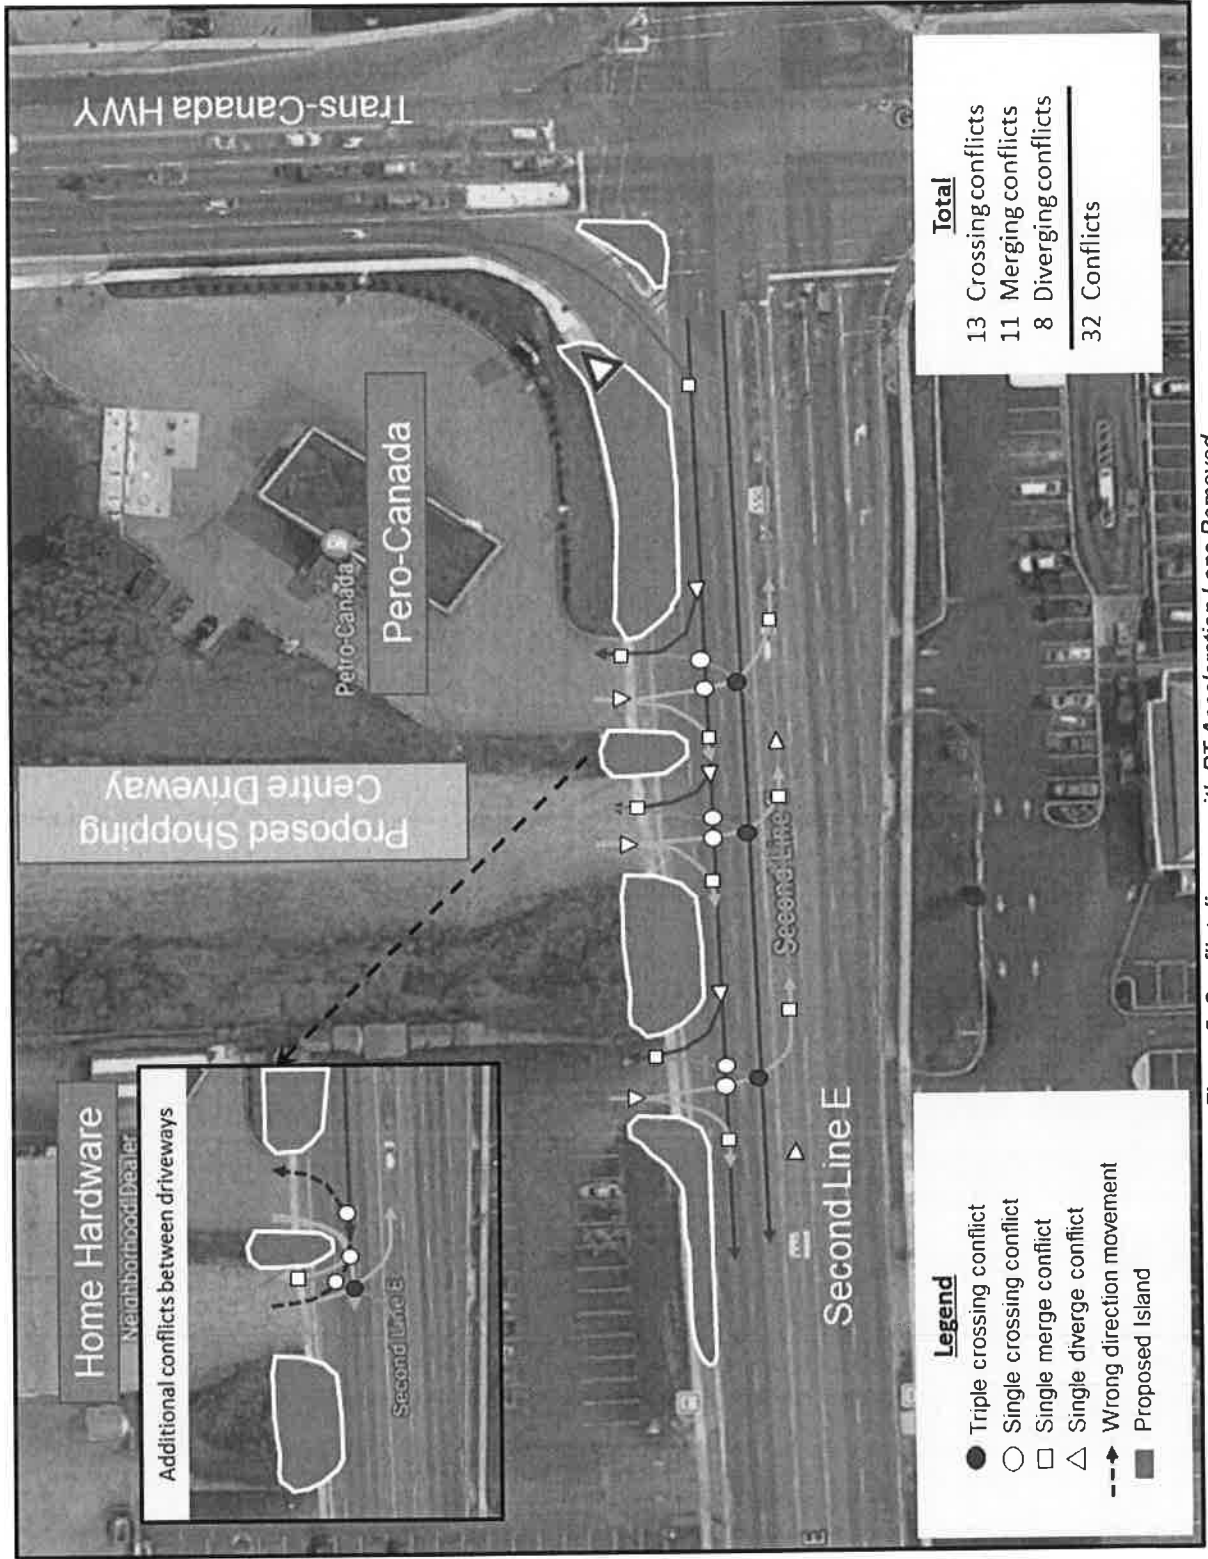 Trans-Canada HWY
Petro-Canada
Pero-Canada
Proposed Shopping
Centre Driveway
Home Hardware
Neighborhood Dealer
Additional conflicts between driveways
Second Line E
Second Line
Second Line E
Total
13 Crossing conflicts
11 Merging conflicts
8 Diverging conflicts
32 Conflicts
Legend
Triple crossing conflict
Single crossing conflict
Single merge conflict
Single diverge conflict
Wrong direction movement
Proposed Island